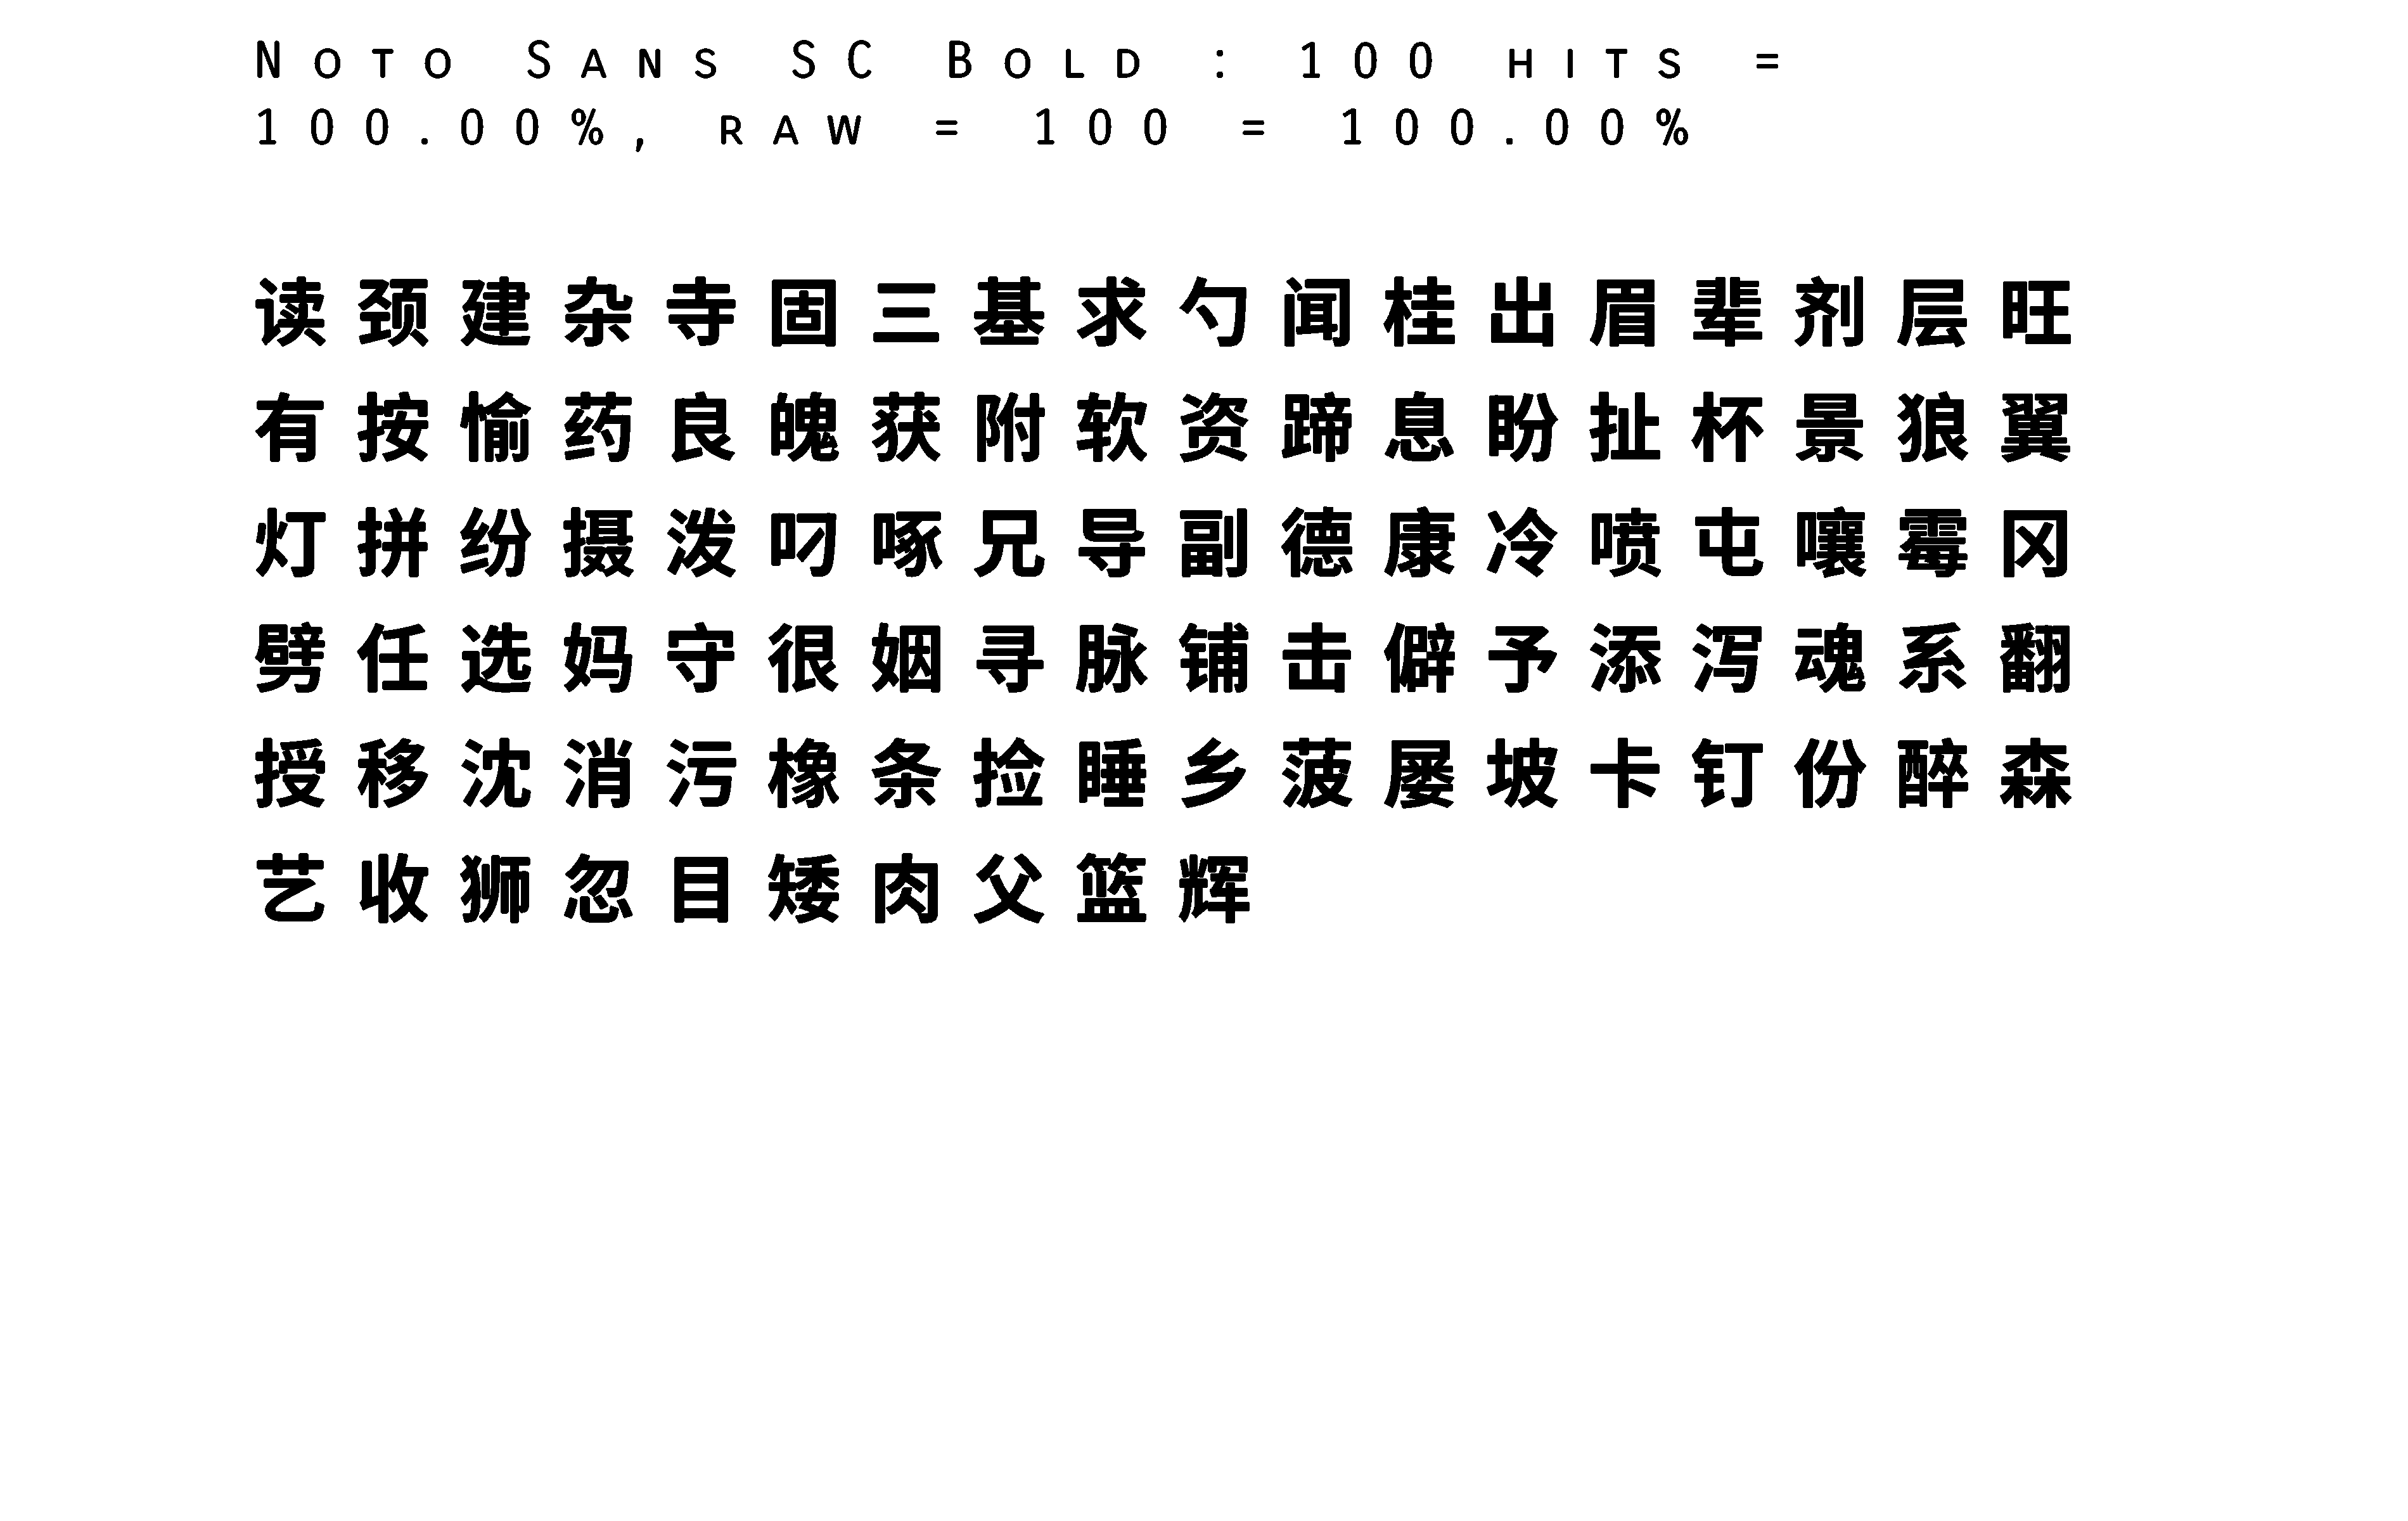 Noto Sans SC Bold : 100 hits =
100.00%, raw = 100 = 100.00%
读颈建杂寺固三基求勺闻桂出眉辈剂层旺
有按愉药良魄获附软资蹄息盼扯杯景狼翼
灯拼纷摄泼叼啄兄导副德康冷喷屯嚷霉冈
劈任选妈守很姻寻脉铺击僻予添泻魂系翻
授移沈消污橡条捡睡乡菠屡坡卡钉份醉森
艺收狮忽目矮肉父篮辉